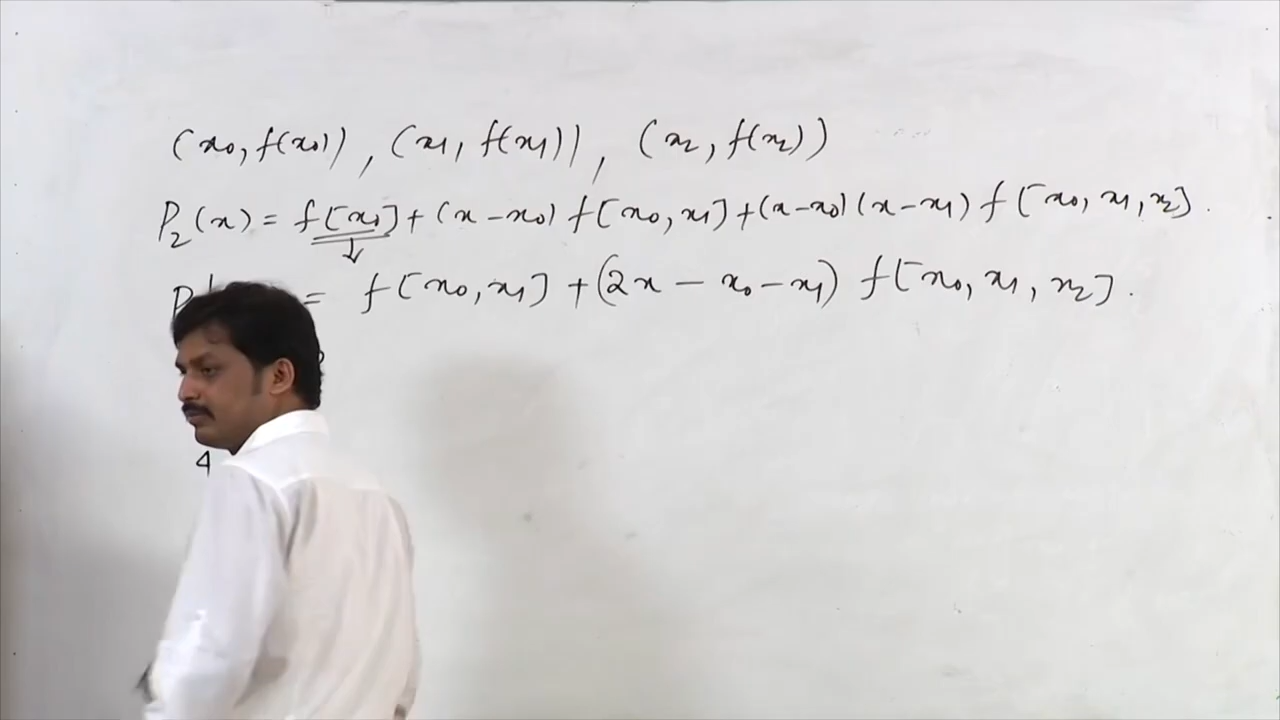 (x₀, f(x₀)), (x₁, f(x₁)), (x₂, f(x₂))
P₂(x) = f[x₀] + (x-x₀) f[x₀, x₁] + (x-x₀)(x-x₁) f[x₀, x₁, x₂].
= f[x₀, x₁] + (2x - x₀ - x₁) f[x₀, x₁, x₂].